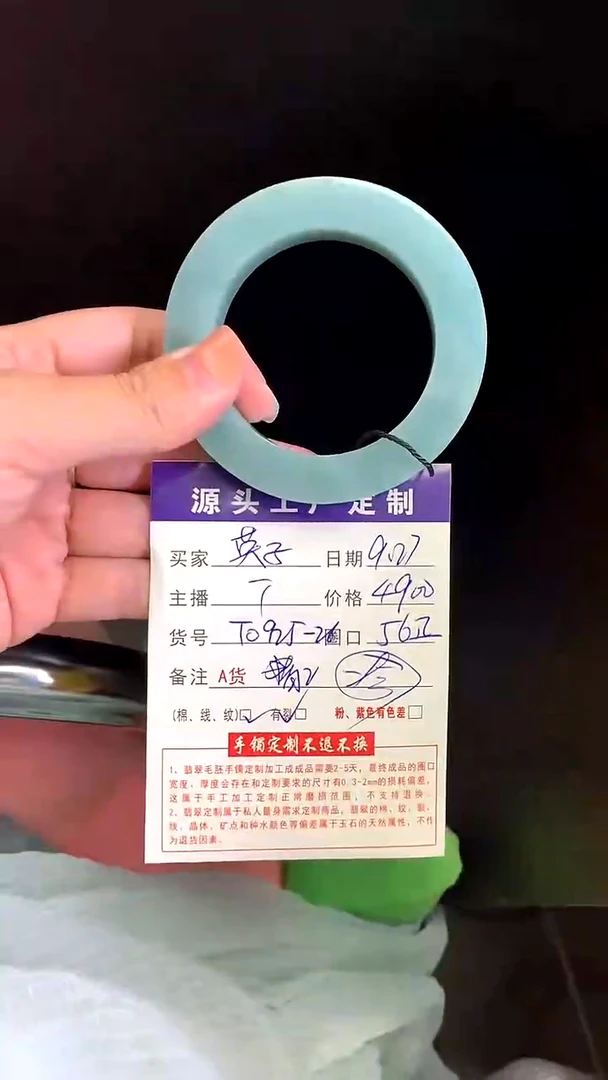 源头工厂定制
买家 英子 日期 9.27
主播 丁 价格 4900
货号 T0925-26 圈口 56正
备注 A货
(棉、线、纹)☑ 有裂☐ 粉、紫色有色差☐
手镯定制不退不换
1、翡翠毛胚手镯定制加工成成品需要2-5天，最终成品的圈口
宽度、厚度会存在和定制要求的尺寸有0.3-2mm的损耗偏差，
这属于手工加工定制正常磨损范围，不支持退换。
2、翡翠定制属于私人量身需求定制商品，翡翠的棉、纹、裂、
线、晶体、矿点和种水颜色等偏差属于玉石的天然属性，不作
为退货因素。